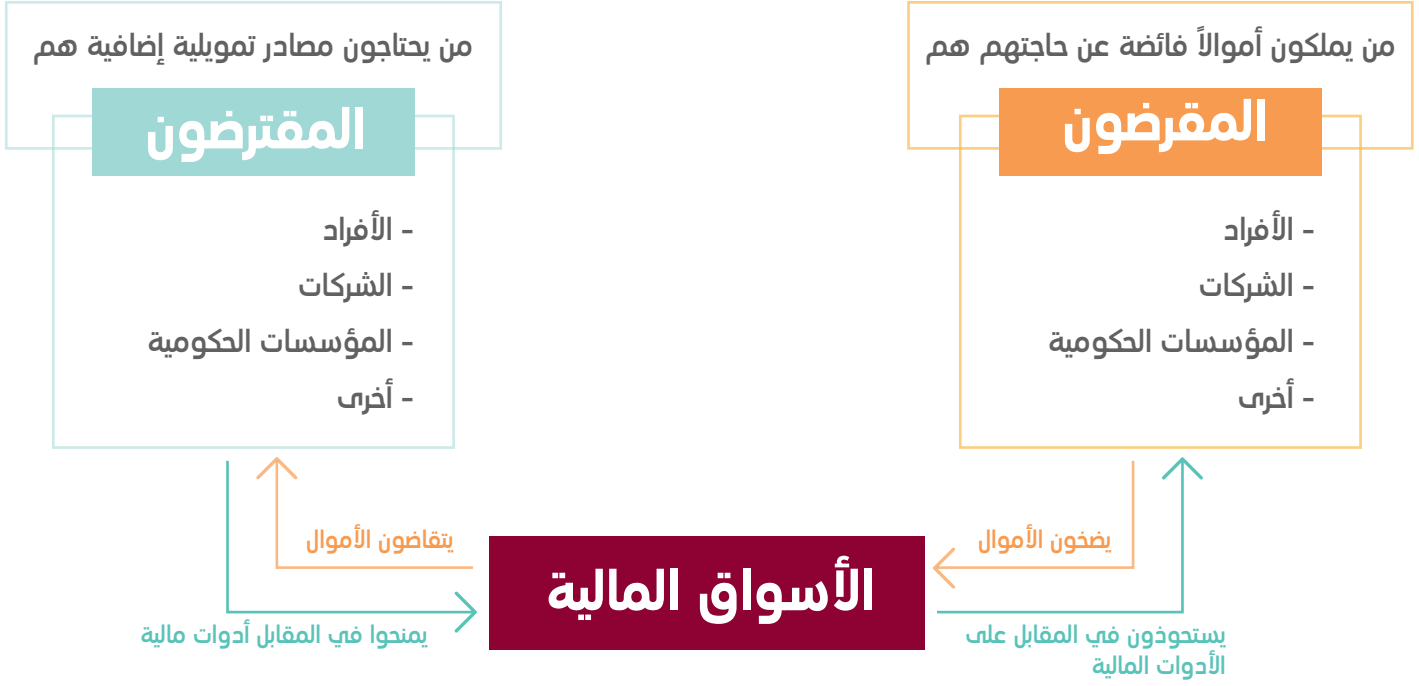 من يملكون أموالاً فائضة عن حاجتهم هم
المقرضون
- الأفراد
- الشركات
- المؤسسات الحكومية
- أخرى
من يحتاجون مصادر تمويلية إضافية هم
المقترضون
- الأفراد
- الشركات
- المؤسسات الحكومية
- أخرى
يضخون الأموال
يتقاضون الأموال
الأسواق المالية
يستحوذون في المقابل على
الأدوات المالية
يمنحوا في المقابل أدوات مالية